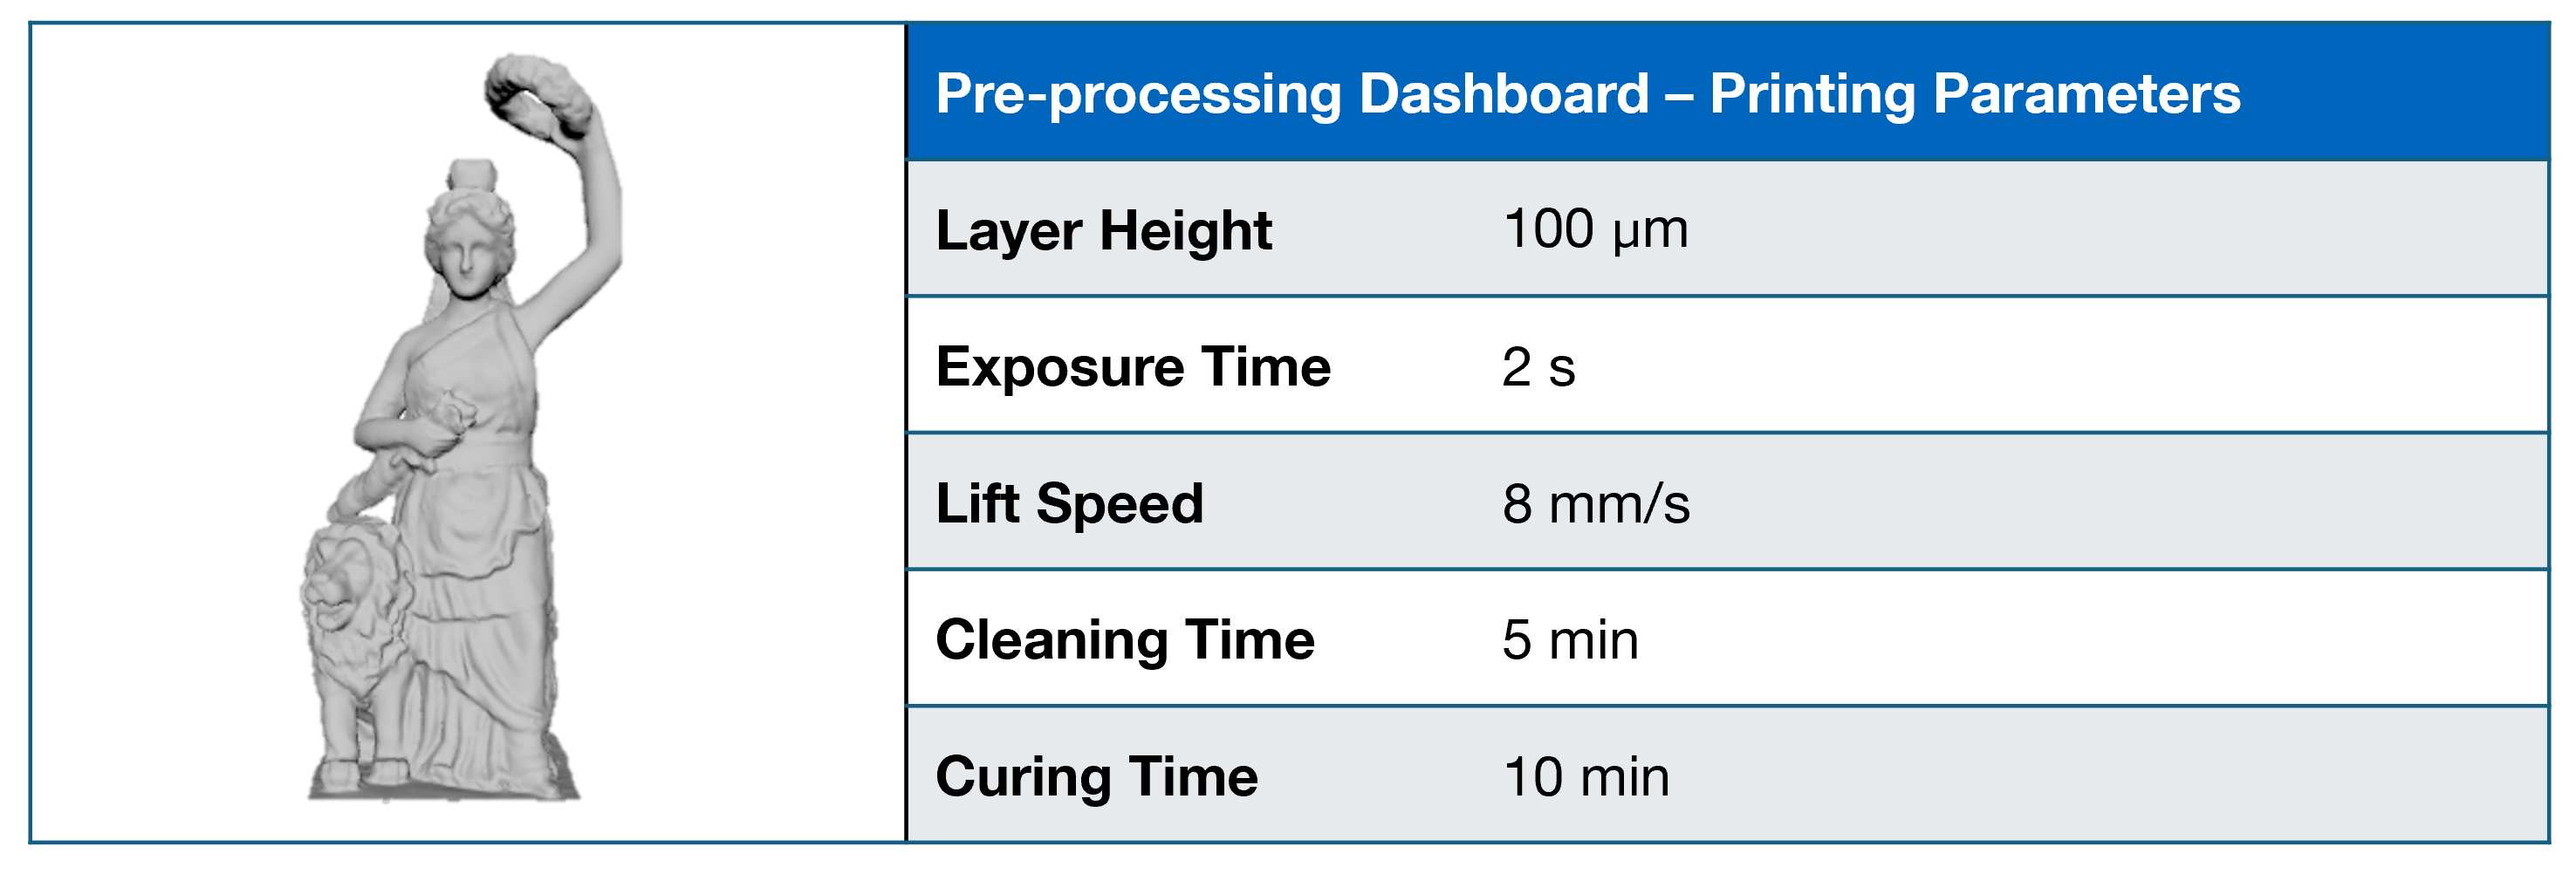 Pre-processing Dashboard – Printing Parameters
Layer Height 100 µm
Exposure Time 2 s
Lift Speed 8 mm/s
Cleaning Time 5 min
Curing Time 10 min